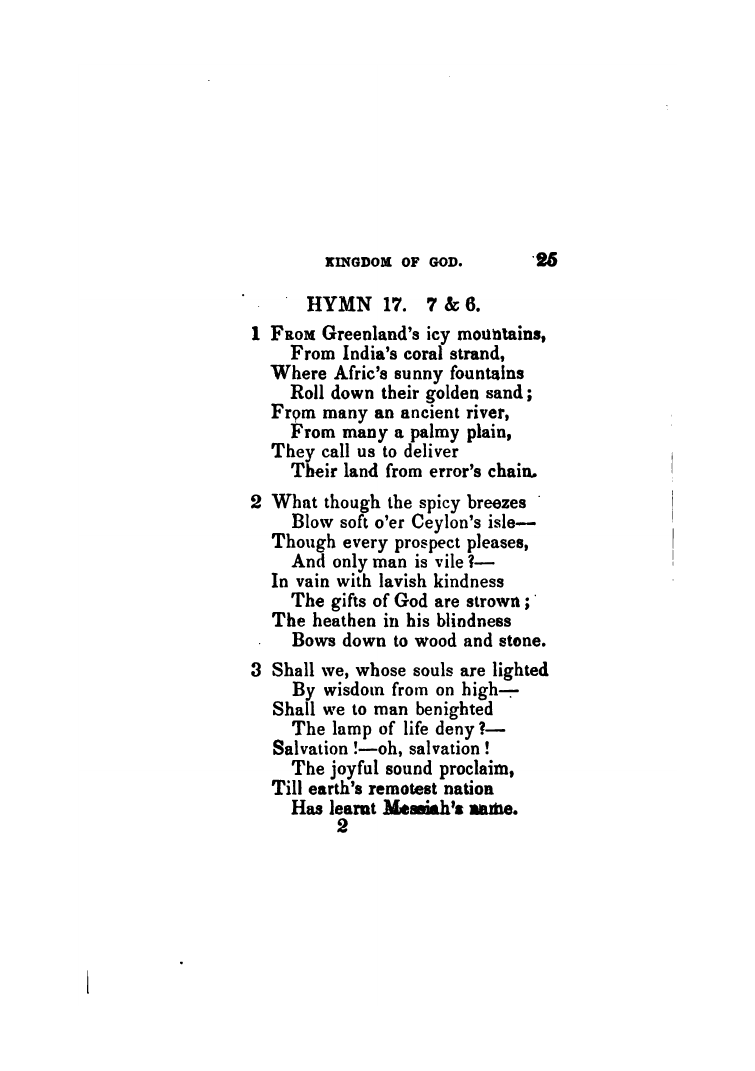 KINGDOM OF GOD. 25
HYMN 17. 7 & 6.
1 FROM Greenland's icy mountains,
From India's coral strand,
Where Afric's sunny fountains
Roll down their golden sand;
From many an ancient river,
From many a palmy plain,
They call us to deliver
Their land from error's chain.
2 What though the spicy breezes
Blow soft o'er Ceylon's isle—
Though every prospect pleases,
And only man is vile?—
In vain with lavish kindness
The gifts of God are strown;
The heathen in his blindness
Bows down to wood and stone.
3 Shall we, whose souls are lighted
By wisdom from on high—
Shall we to man benighted
The lamp of life deny?—
Salvation!—oh, salvation!
The joyful sound proclaim,
Till earth's remotest nation
Has learnt Messiah's name.
2